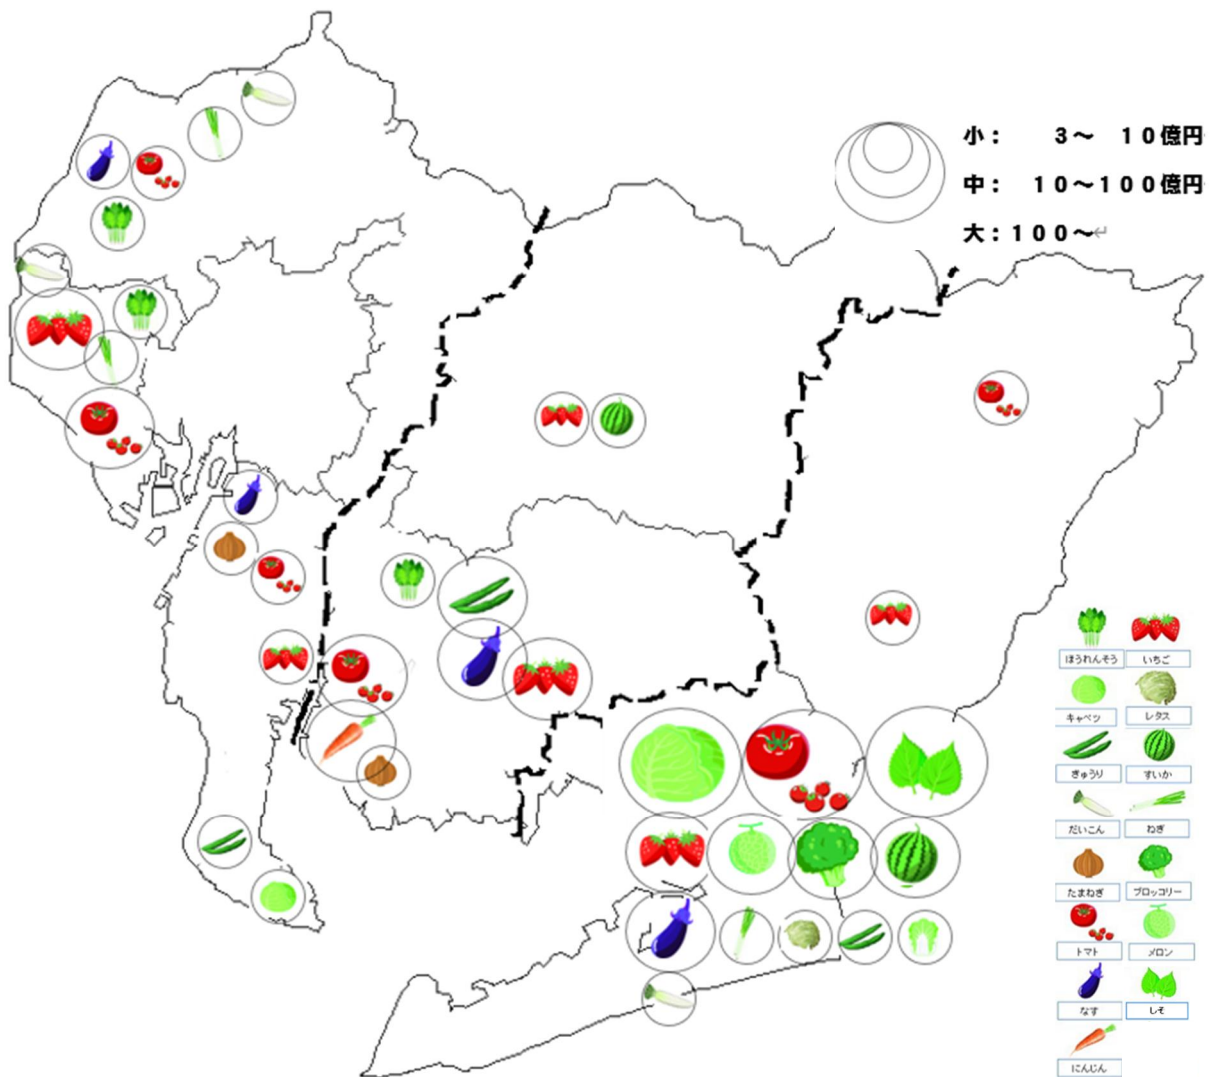 小： 3～ 10億円
中： 10～100億円
大：100～↵
ほうれんそう いちご
キャベツ レタス
きゅうり すいか
だいこん ねぎ
たまねぎ ブロッコリー
トマト メロン
なす しそ
にんじん